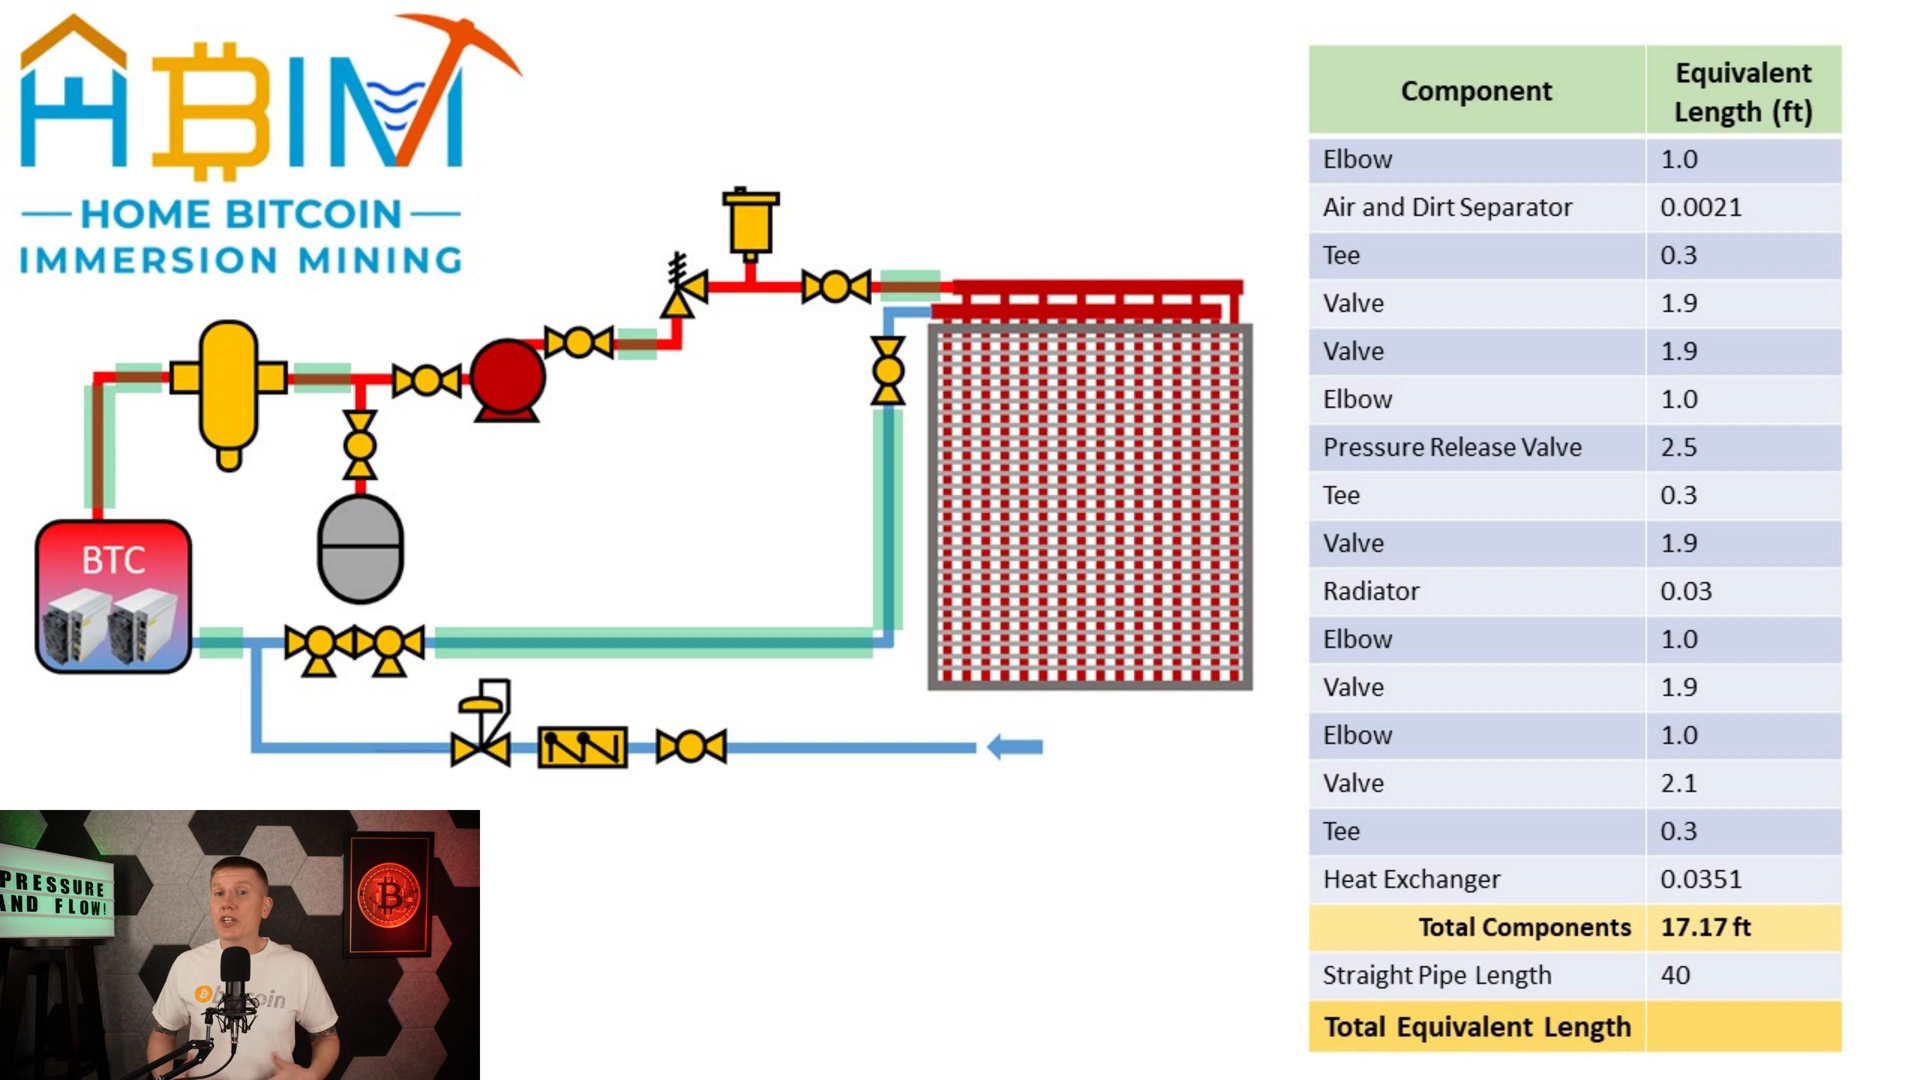 HBIM
HOME BITCOIN
IMMERSION MINING
BTC
PRESSURE
AND FLOW!
B
bitcoin
Component Equivalent Length (ft)
Elbow 1.0
Air and Dirt Separator 0.0021
Tee 0.3
Valve 1.9
Valve 1.9
Elbow 1.0
Pressure Release Valve 2.5
Tee 0.3
Valve 1.9
Radiator 0.03
Elbow 1.0
Valve 1.9
Elbow 1.0
Valve 2.1
Tee 0.3
Heat Exchanger 0.0351
Total Components 17.17 ft
Straight Pipe Length 40
Total Equivalent Length